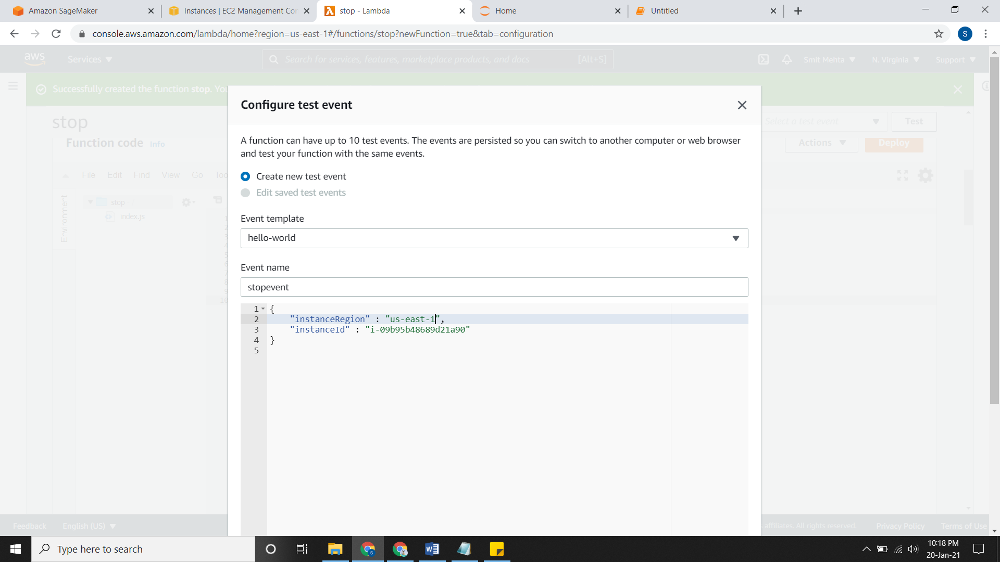 Amazon SageMaker
Instances | EC2 Management Con
stop - Lambda
Home
Untitled
console.aws.amazon.com/lambda/home?region=us-east-1#/functions/stop?newFunction=true&tab=configuration
S
aws
Services
Search for services, features, marketplace products, and docs
[Alt+S]
Smit Mehta
N. Virginia
Support
Successfully created the function stop. You
stop
Select a test event
Test
Function code Info
Actions
Deploy
File Edit Find View Go Too
Environment
stop
index.js
Configure test event
A function can have up to 10 test events. The events are persisted so you can switch to another computer or web browser
and test your function with the same events.
Create new test event
Edit saved test events
Event template
hello-world
Event name
stopevent
1 {
2 "instanceRegion" : "us-east-1",
3 "instanceId" : "i-09b95b48689d21a90"
4 }
5
Feedback
English (US)
affiliates. All rights reserved.
Privacy Policy
Terms of Use
Type here to search
10:18 PM
20-Jan-21